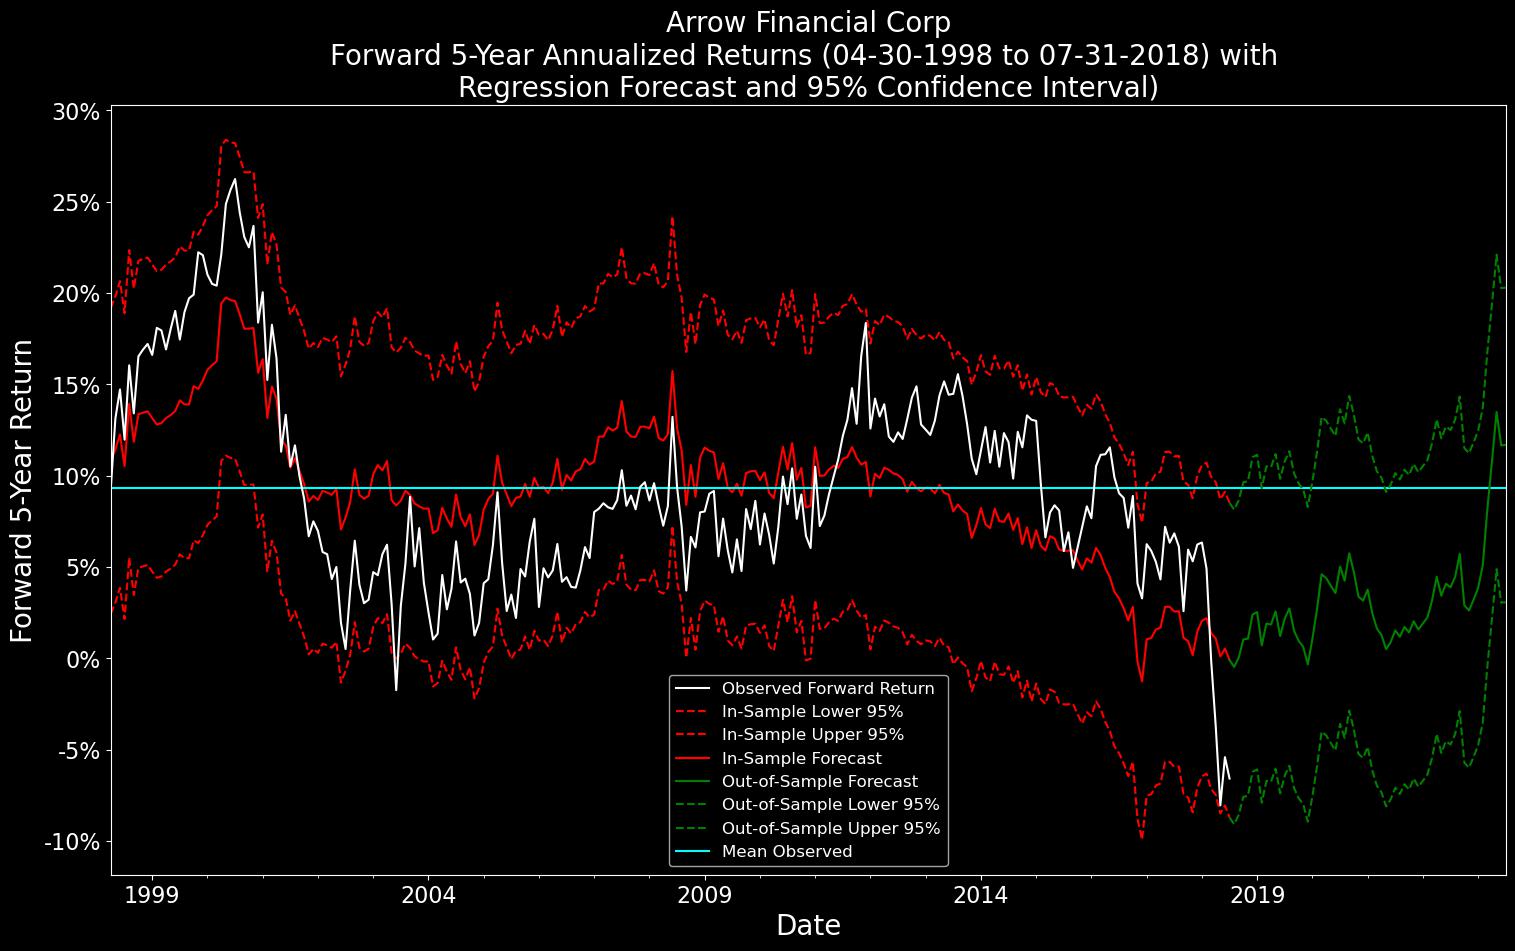 Arrow Financial Corp
Forward 5-Year Annualized Returns (04-30-1998 to 07-31-2018) with
Regression Forecast and 95% Confidence Interval)
Forward 5-Year Return
30%
25%
20%
15%
10%
5%
0%
-5%
-10%
Observed Forward Return
In-Sample Lower 95%
In-Sample Upper 95%
In-Sample Forecast
Out-of-Sample Forecast
Out-of-Sample Lower 95%
Out-of-Sample Upper 95%
Mean Observed
1999 2004 2009 2014 2019
Date